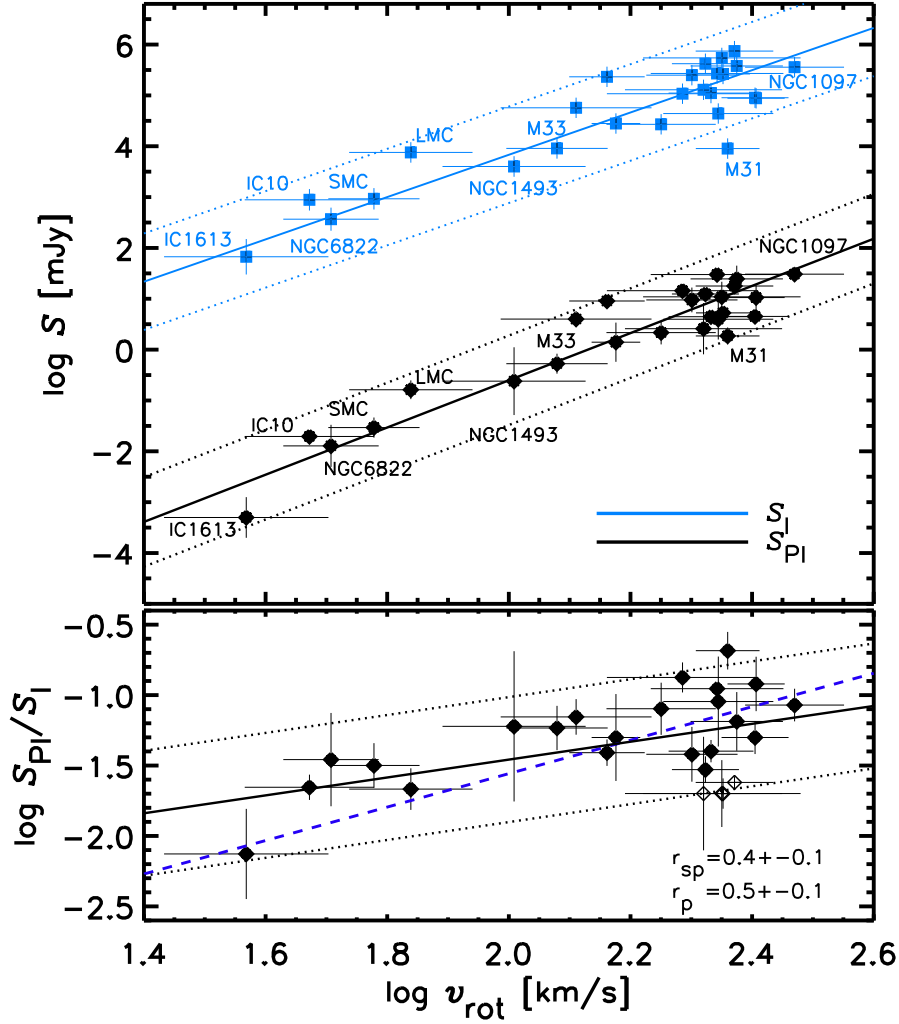 6
NGC1097
LMC
M33
4
M31
SMC
IC10
NGC1493
IC1613
NGC6822
2
NGC1097
log S [mJy]
0
M33
M31
LMC
SMC
IC10
NGC1493
−2
NGC6822
IC1613
S_I
−4
S_PI
−0.5
−1.0
log S_PI/S_I
−1.5
−2.0
r_sp=0.4+−0.1
r_p=0.5+−0.1
−2.5
1.4 1.6 1.8 2.0 2.2 2.4 2.6
log v_rot [km/s]